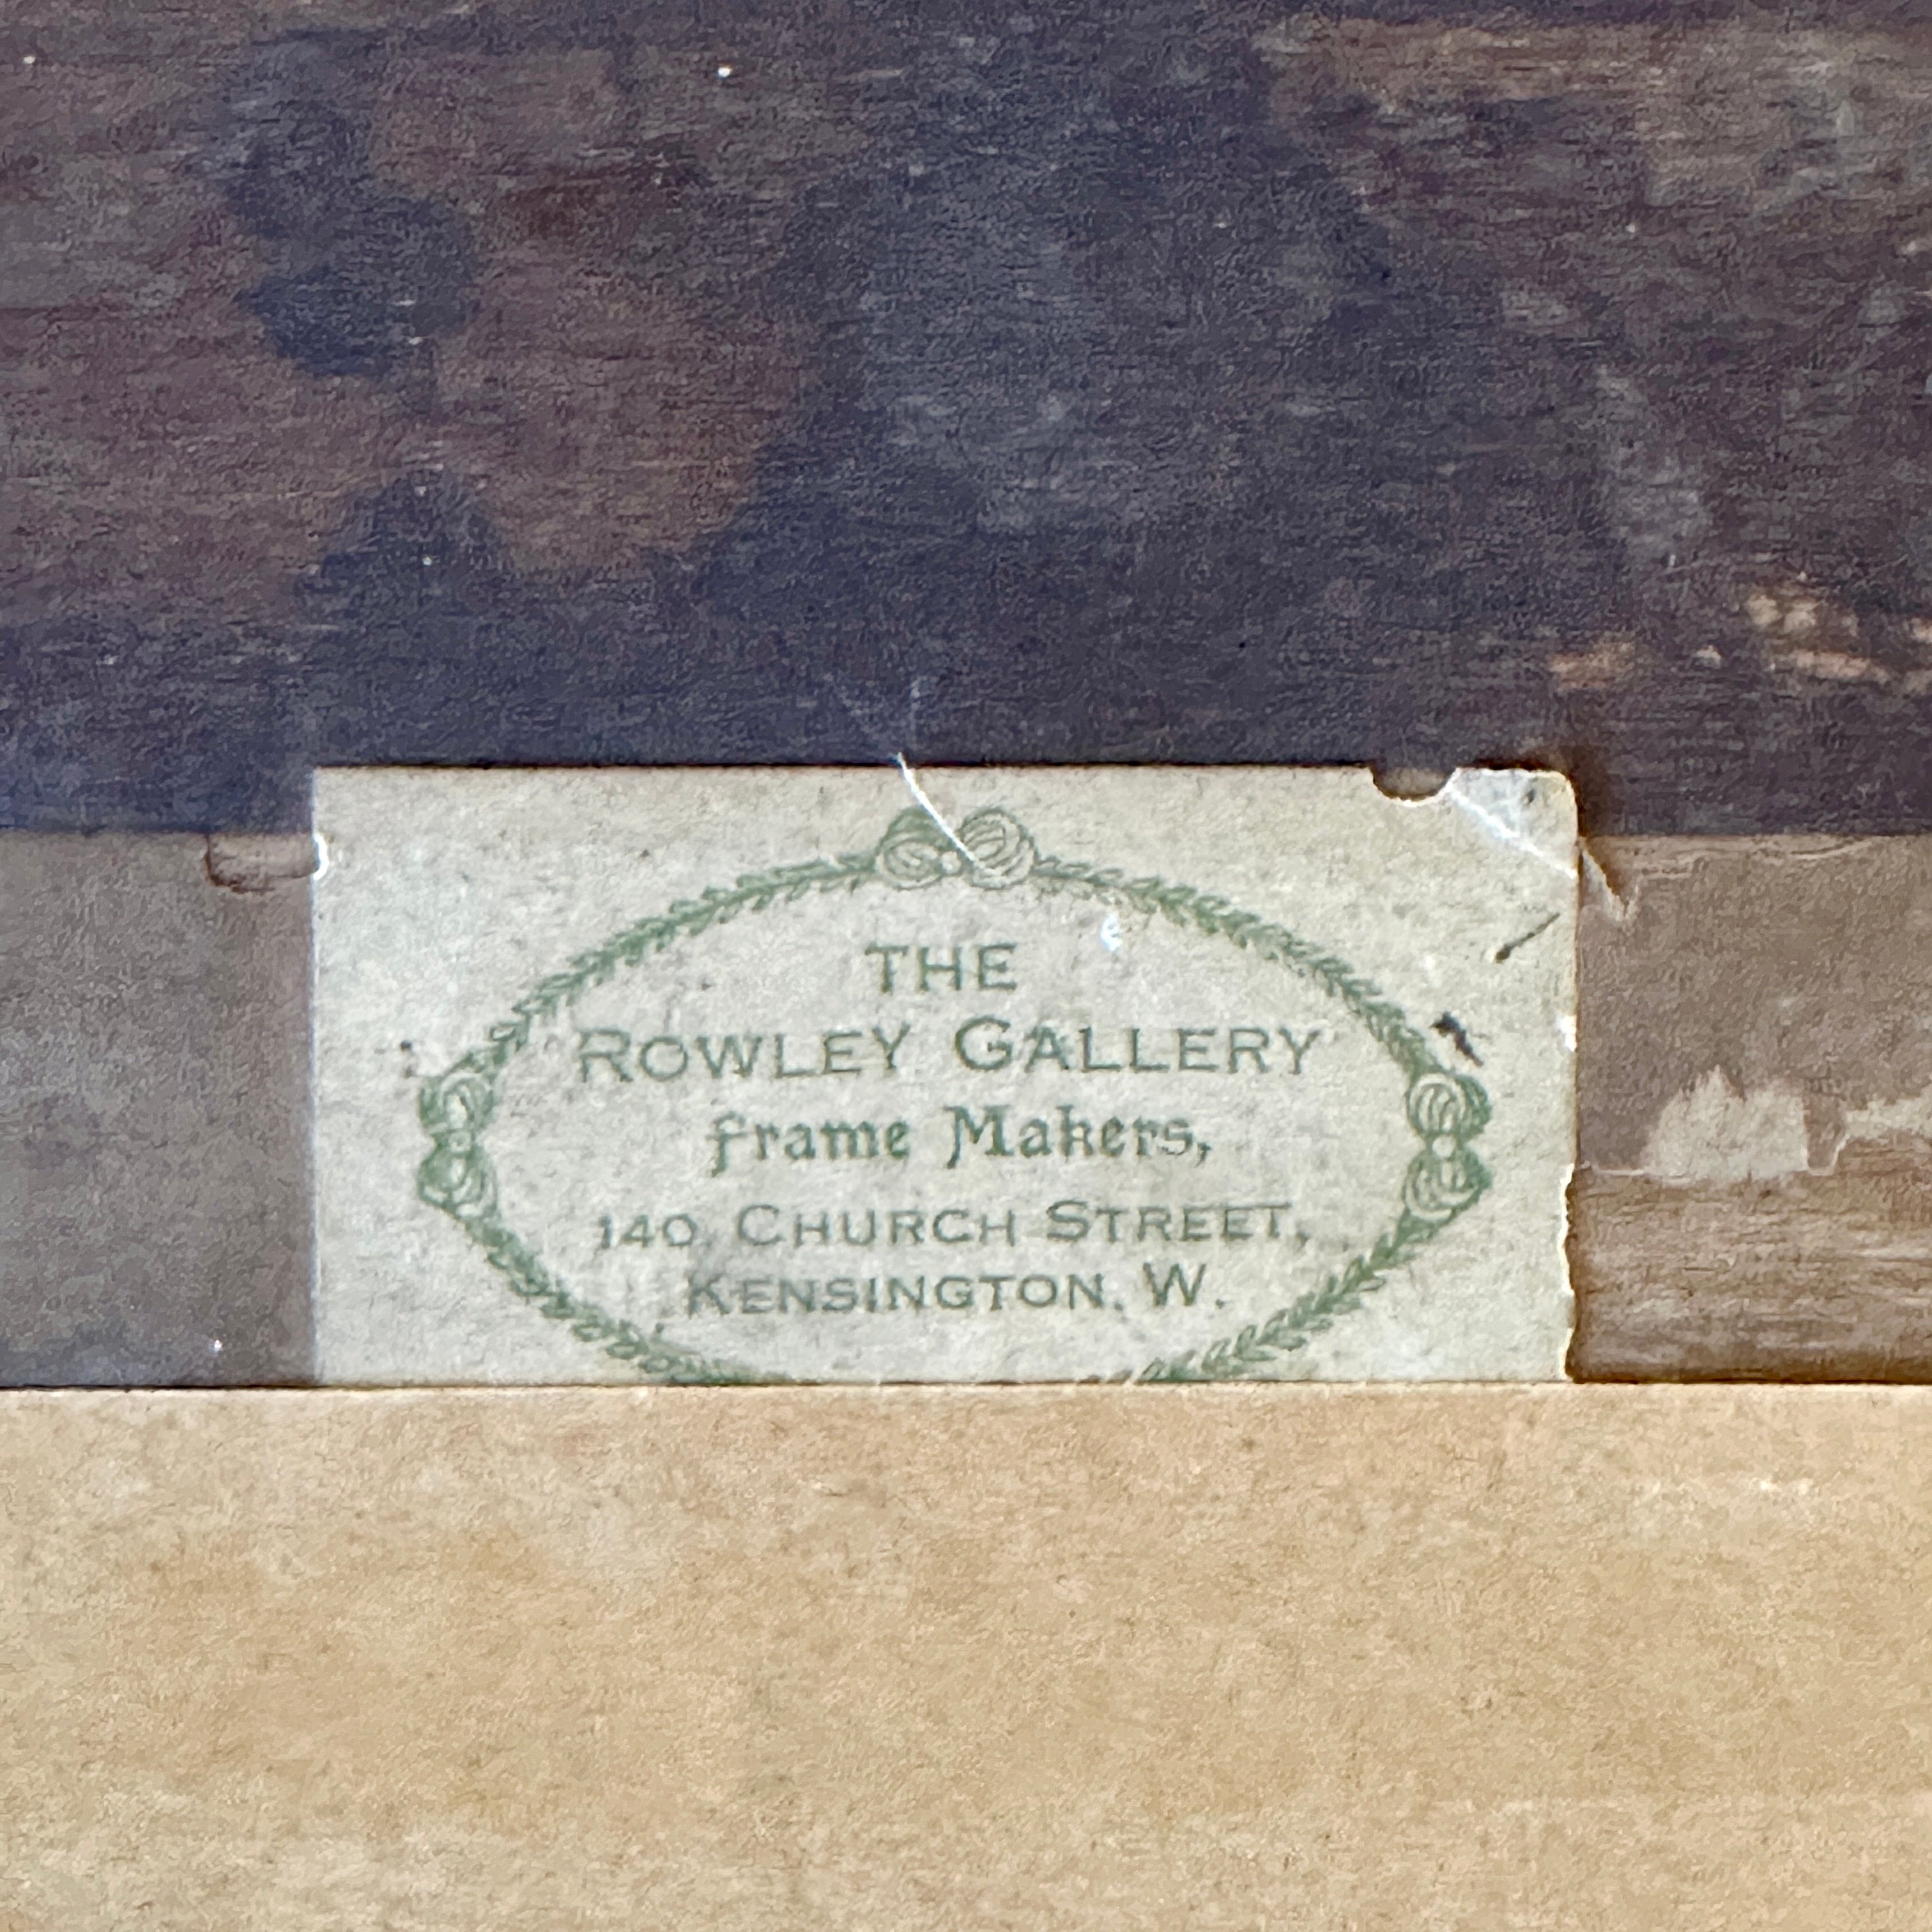 THE
ROWLEY GALLERY
frame Makers,
140, CHURCH STREET,
KENSINGTON, W.